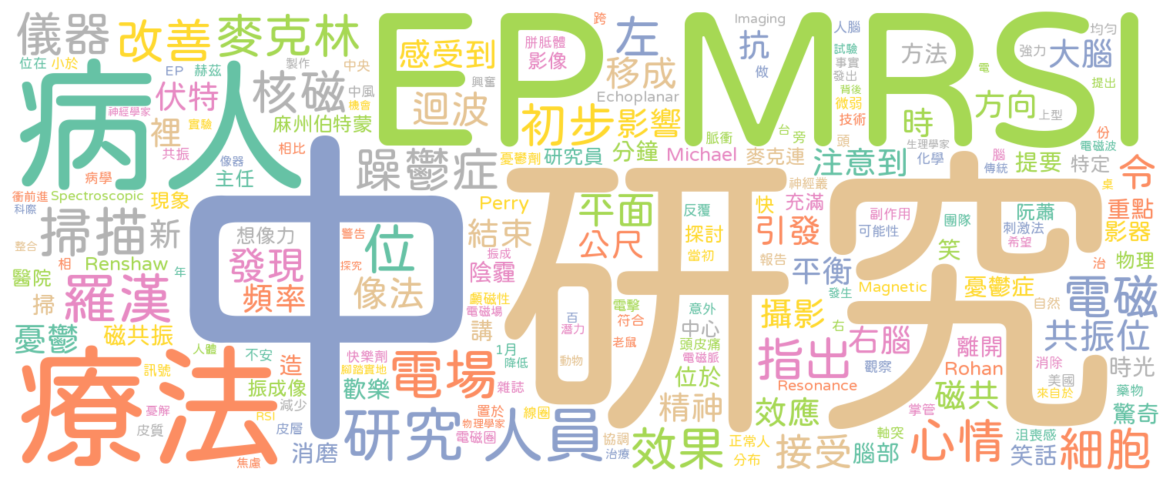 儀器
改善
麥克林
EP
MRSI
跨
Imaging
人腦
均勻
位在
小於
EP
赫茲
製作
中央
感受到
胼胝體
影像
左
抗
試驗
事實
發出
強力
方法
大腦
電
提出
病人
伏特
核磁
中風
興奮
機會
迴波
移成
Echoplanar
做
背後
微弱
技術
方向
上型
神經學家
實驗
裡
麻州伯特蒙
初步
影響
脈衝
台
旁
頭
時
份
電磁波
共振
相比
像器
主任
躁鬱症
憂鬱劑
研究員
分鐘
Michael
麥克連
注意到
生理學家
化學
腦
傳統
提要
特定
令
病學
衝前進
Spectroscopic
現象
科際
掃描
新
想像力
警告
Perry
平面
反覆
神經叢
快
充滿
副作用
可能性
團隊
刺激法
希望
阮蕭
桌
重點
影器
整合
Renshaw
年
相
發現
探究
位
結束
振成
公尺
探討
當初
引發
報告
平衡
笑
治
物理
醫院
掃
羅漢
頻率
像法
陰霾
顱磁性
電磁場
電擊
意外
攝影
發生
Magnetic
憂鬱症
自然
電磁
中
研究
憂鬱
磁共振
人體
不安
造
快樂劑
腳踏實地
講
1月
降低
百
潛力
符合
中心
頭皮痛
老鼠
電磁脈
指出
右
右腦
觀察
離開
Rohan
消除
共振位
時光
訊號
振成像
歡樂
電場
雜誌
動物
位於
Resonance
磁共
美國
來自於
藥物
療法
憂解
RSI
減少
皮質
皮層
焦慮
消磨
研究人員
置於
物理學家
電磁圈
線圈
協調
治療
效果
精神
正常人
分布
效應
接受
掌管
軸突
腦部
心情
沮喪感
笑話
驚奇
細胞